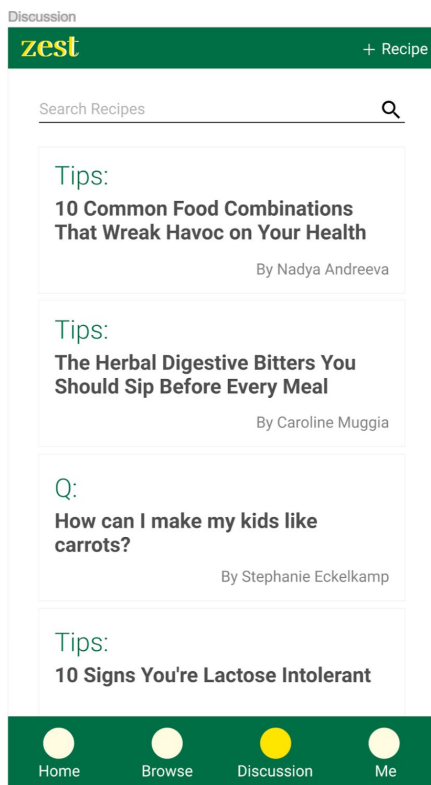 Discussion
zest
+ Recipe
Search Recipes
Tips:
10 Common Food Combinations
That Wreak Havoc on Your Health
By Nadya Andreeva
Tips:
The Herbal Digestive Bitters You
Should Sip Before Every Meal
By Caroline Muggia
Q:
How can I make my kids like
carrots?
By Stephanie Eckelkamp
Tips:
10 Signs You're Lactose Intolerant
Home Browse Discussion Me